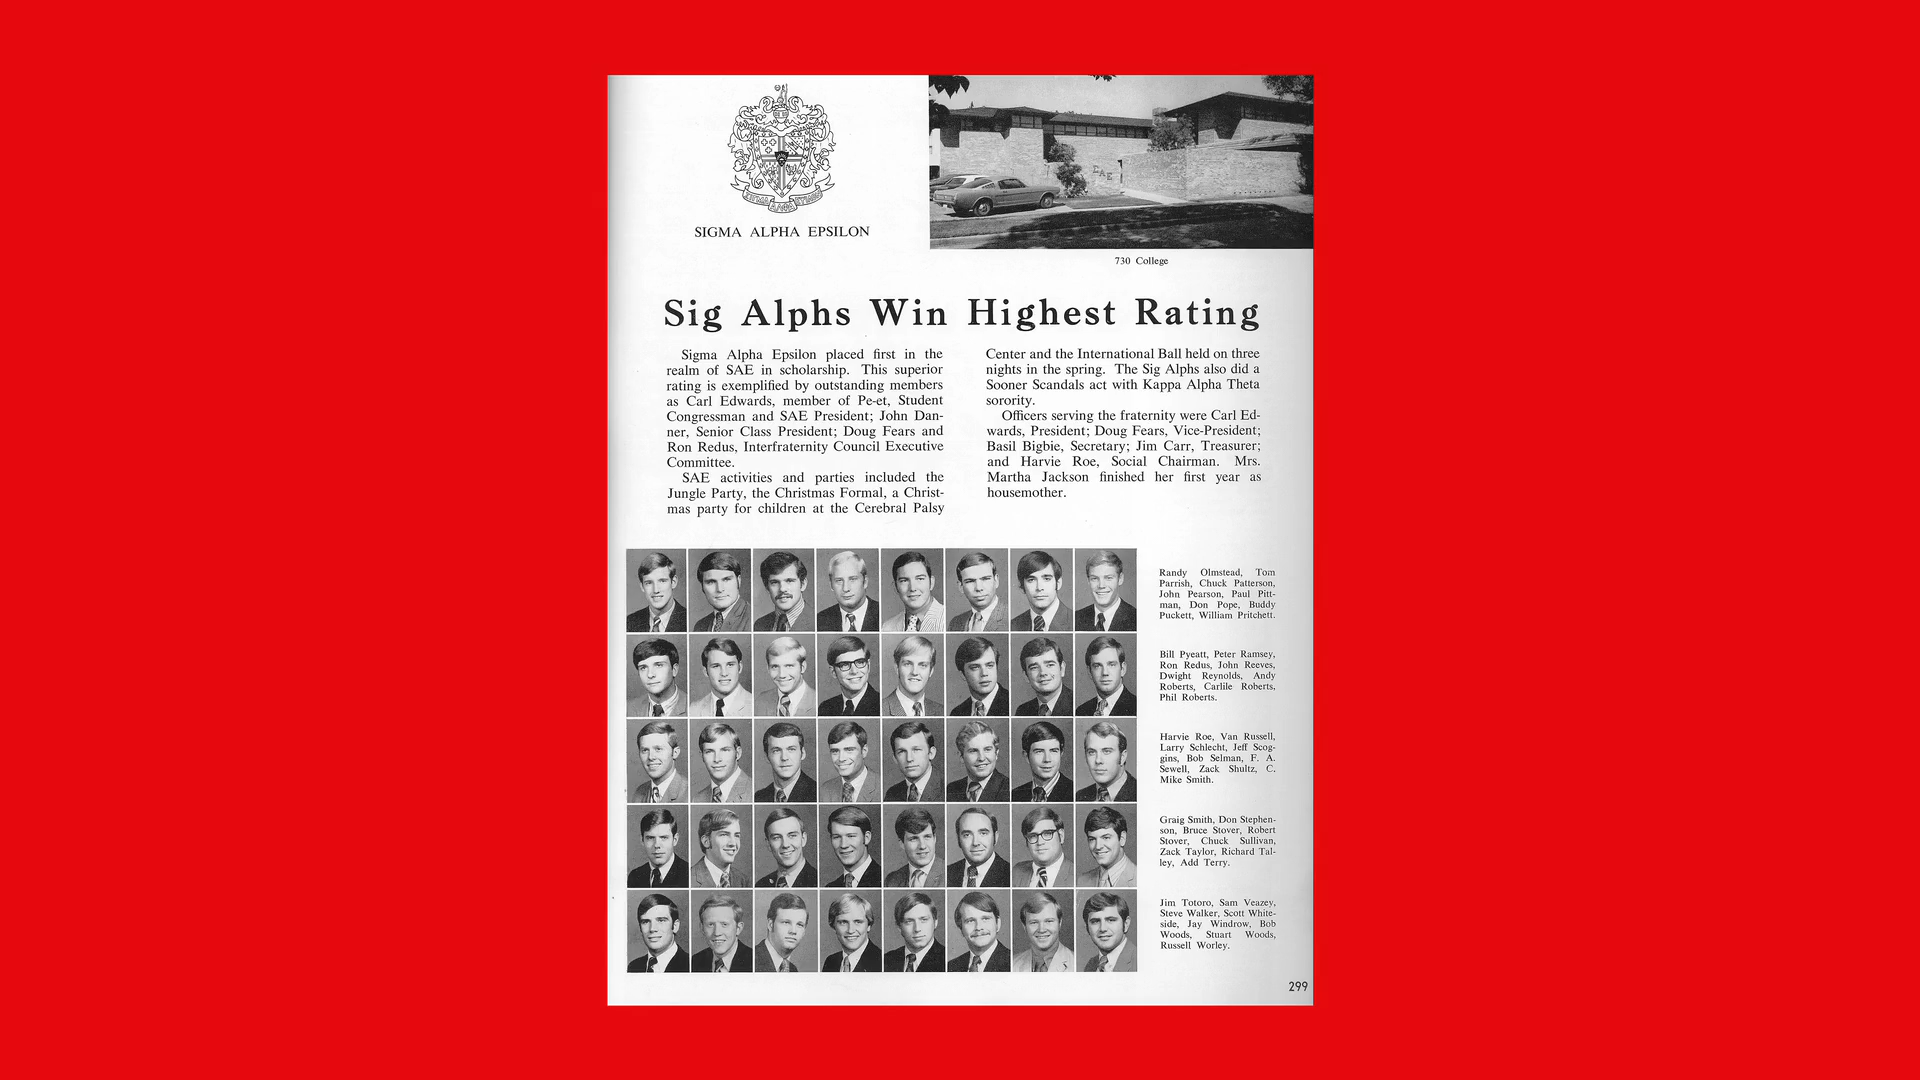 SIGMA ALPHA EPSILON
ΣAE
730 College
Sig Alphs Win Highest Rating
Sigma Alpha Epsilon placed first in the
realm of SAE in scholarship. This superior
rating is exemplified by outstanding members
as Carl Edwards, member of Pe-et, Student
Congressman and SAE President; John Dan-
ner, Senior Class President; Doug Fears and
Ron Redus, Interfraternity Council Executive
Committee.
SAE activities and parties included the
Jungle Party, the Christmas Formal, a Christ-
mas party for children at the Cerebral Palsy
Center and the International Ball held on three
nights in the spring. The Sig Alphs also did a
Sooner Scandals act with Kappa Alpha Theta
sorority.
Officers serving the fraternity were Carl Ed-
wards, President; Doug Fears, Vice-President;
Basil Bigbie, Secretary; Jim Carr, Treasurer;
and Harvie Roe, Social Chairman. Mrs.
Martha Jackson finished her first year as
housemother.
Randy Olmstead, Tom
Parrish, Chuck Patterson,
John Pearson, Paul Pitt-
man, Don Pope, Buddy
Puckett, William Pritchett.
Bill Pyeatt, Peter Ramsey,
Ron Redus, John Reeves,
Dwight Reynolds, Andy
Roberts, Carlile Roberts,
Phil Roberts.
Harvie Roe, Van Russell,
Larry Schlecht, Jeff Scog-
gins, Bob Selman, F. A.
Sewell, Zack Shultz, C.
Mike Smith.
Graig Smith, Don Stephen-
son, Bruce Stover, Robert
Stover, Chuck Sullivan,
Zack Taylor, Richard Tal-
ley, Add Terry.
Jim Totoro, Sam Veazey,
Steve Walker, Scott White-
side, Jay Windrow, Bob
Woods, Stuart Woods,
Russell Worley.
299